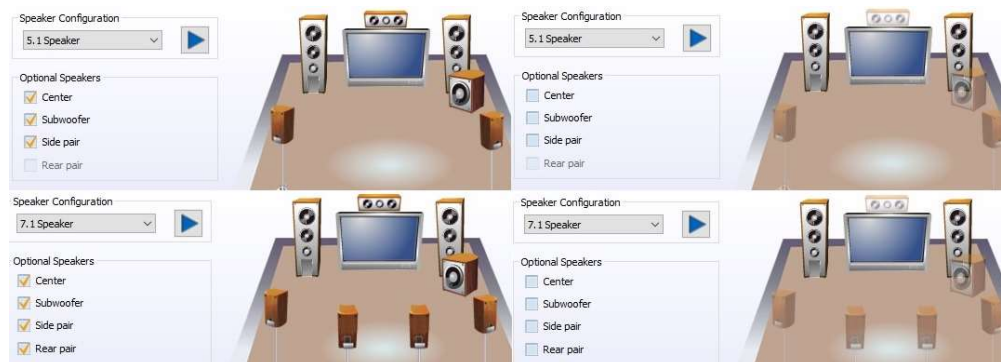 Speaker Configuration
5.1 Speaker
Optional Speakers
Center
Subwoofer
Side pair
Rear pair
Speaker Configuration
5.1 Speaker
Optional Speakers
Center
Subwoofer
Side pair
Rear pair
Speaker Configuration
7.1 Speaker
Optional Speakers
Center
Subwoofer
Side pair
Rear pair
Speaker Configuration
7.1 Speaker
Optional Speakers
Center
Subwoofer
Side pair
Rear pair